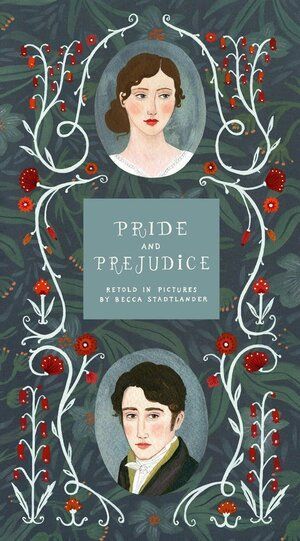 PRIDE
AND
PREJUDICE
RETOLD IN PICTURES
BY BECCA STADTLANDER